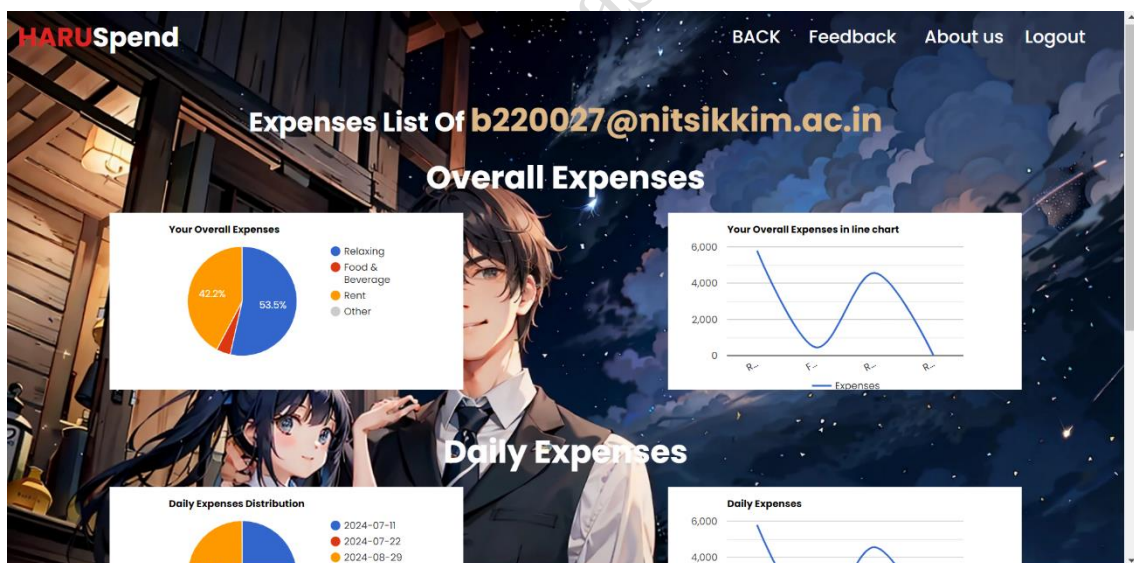 HARUSpend
BACK Feedback About us Logout
Expenses List Of b220027@nitsikkim.ac.in
Overall Expenses
Your Overall Expenses
Relaxing
Food &
Beverage
Rent
Other
42.2%
53.5%
Your Overall Expenses in line chart
6,000
4,000
2,000
0
R...
F...
R...
R...
Expenses
Daily Expenses
Daily Expenses Distribution
2024-07-11
2024-07-22
2024-08-29
Daily Expenses
6,000
4,000